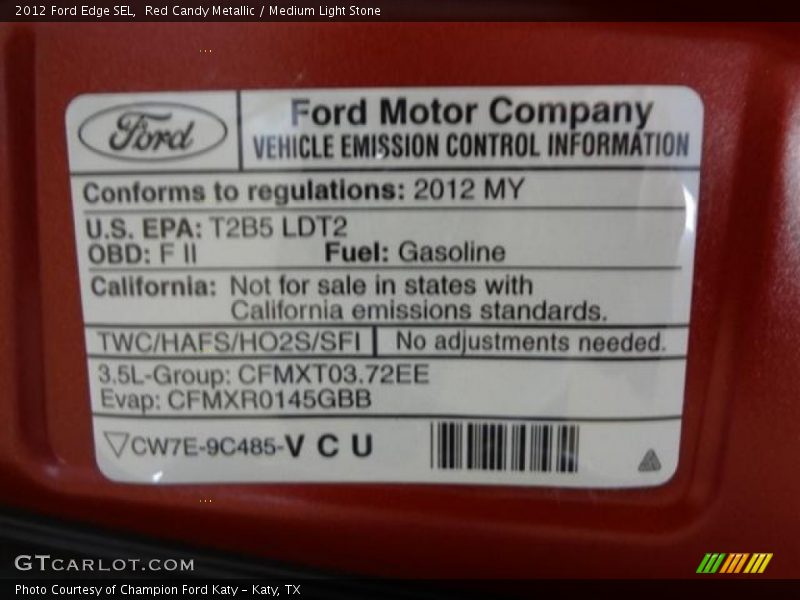 2012 Ford Edge SEL,  Red Candy Metallic / Medium Light Stone
Ford
Ford Motor Company
VEHICLE EMISSION CONTROL INFORMATION
Conforms to regulations: 2012 MY
U.S. EPA: T2B5 LDT2
OBD: F II Fuel: Gasoline
California: Not for sale in states with
California emissions standards.
TWC/HAFS/HO2S/SFI No adjustments needed.
3.5L-Group: CFMXT03.72EE
Evap: CFMXR0145GBB
CW7E-9C485-V C U
GTCARLOT.COM
Photo Courtesy of Champion Ford Katy – Katy, TX